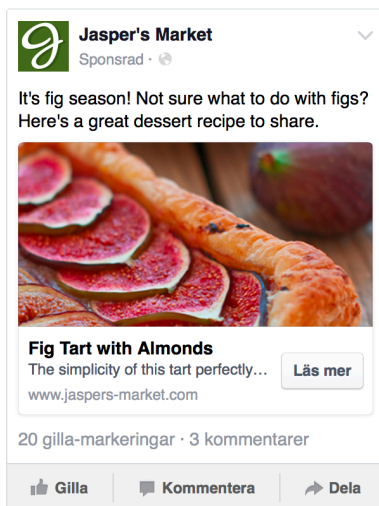 Jasper's Market
Sponsrad ·
It's fig season! Not sure what to do with figs?
Here's a great dessert recipe to share.
Fig Tart with Almonds
The simplicity of this tart perfectly...
Läs mer
www.jaspers-market.com
20 gilla-markeringar · 3 kommentarer
Gilla
Kommentera
Dela